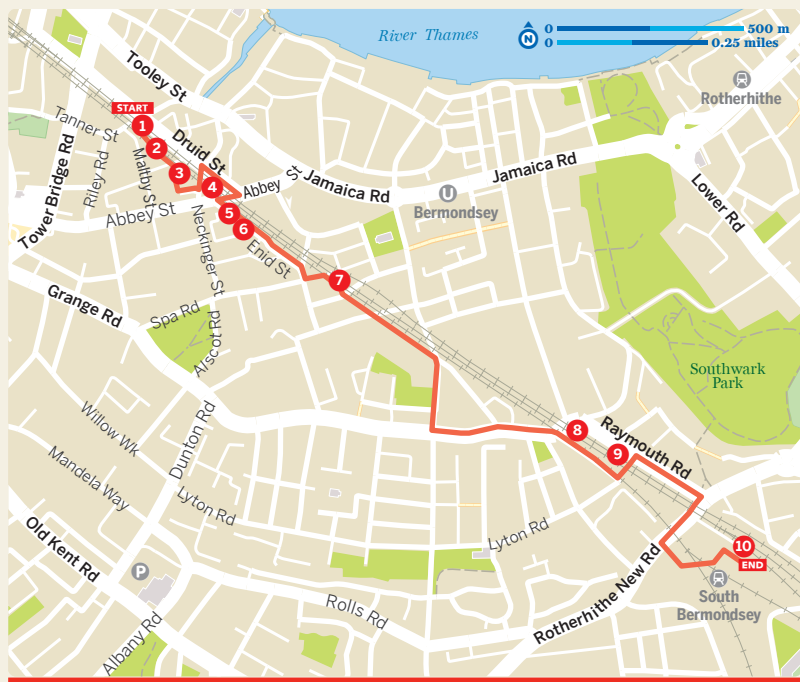 River Thames
N
0 500 m
0 0.25 miles
Tooley St
Rotherhithe
START
1
Tanner St
2
Druid St
Tower Bridge Rd
Riley Rd
Maltby St
3
4
Abbey St
Jamaica Rd
Jamaica Rd
U
Bermondsey
Lower Rd
Abbey St
5
6
Neckinger St
Enid St
7
Grange Rd
Spa Rd
Alscot Rd
Southwark
Park
Willow Wk
Dunton Rd
8
Raymouth Rd
9
Mandela Way
Lyton Rd
Lyton Rd
Old Kent Rd
10
END
P
Rotherhithe New Rd
South
Bermondsey
Rolls Rd
Albany Rd